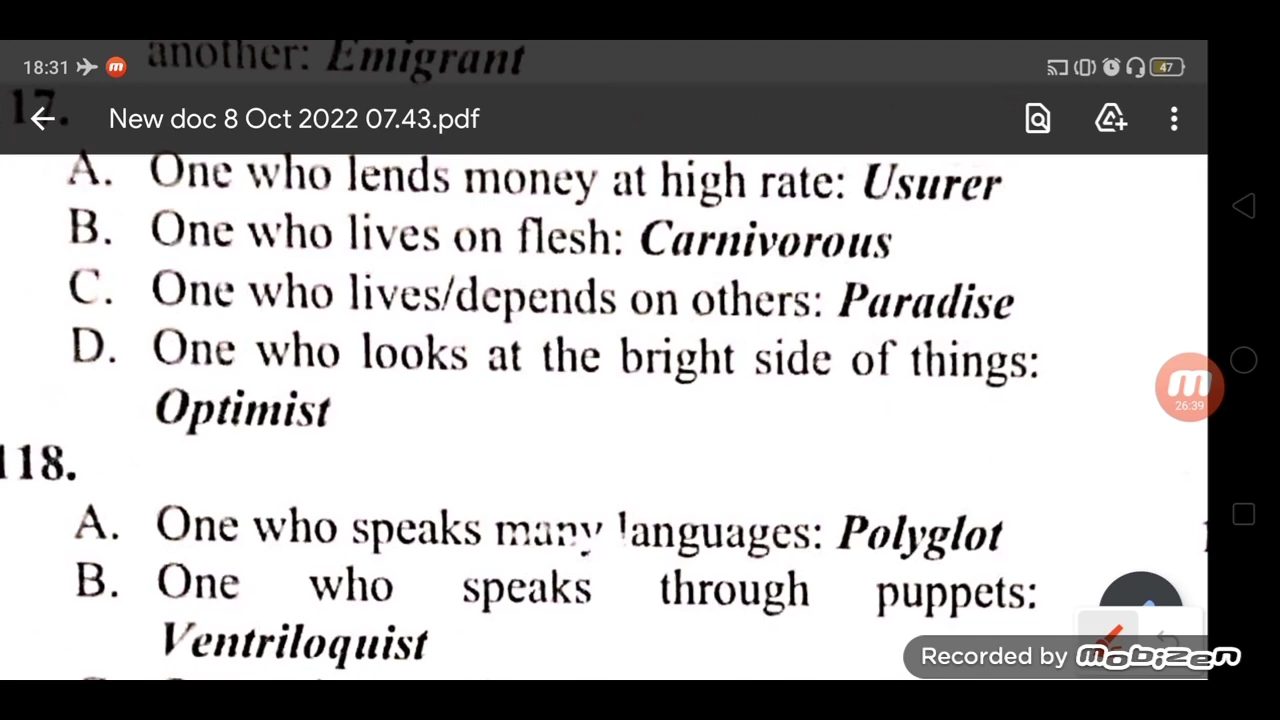 another: Emigrant
18:31
47
17.
New doc 8 Oct 2022 07.43.pdf
A. One who lends money at high rate: Usurer
B. One who lives on flesh: Carnivorous
C. One who lives/depends on others: Paradise
D. One who looks at the bright side of things:
Optimist
26:39
118.
A. One who speaks many languages: Polyglot
B. One who speaks through puppets:
Ventriloquist
Recorded by mobizen